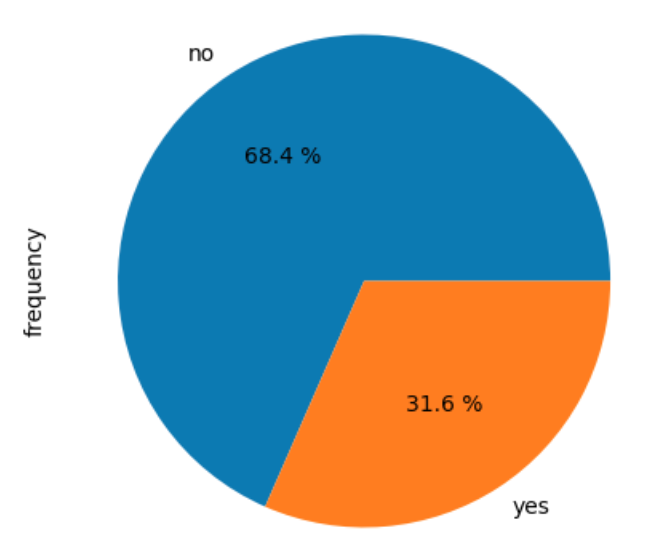 no
68.4 %
frequency
31.6 %
yes